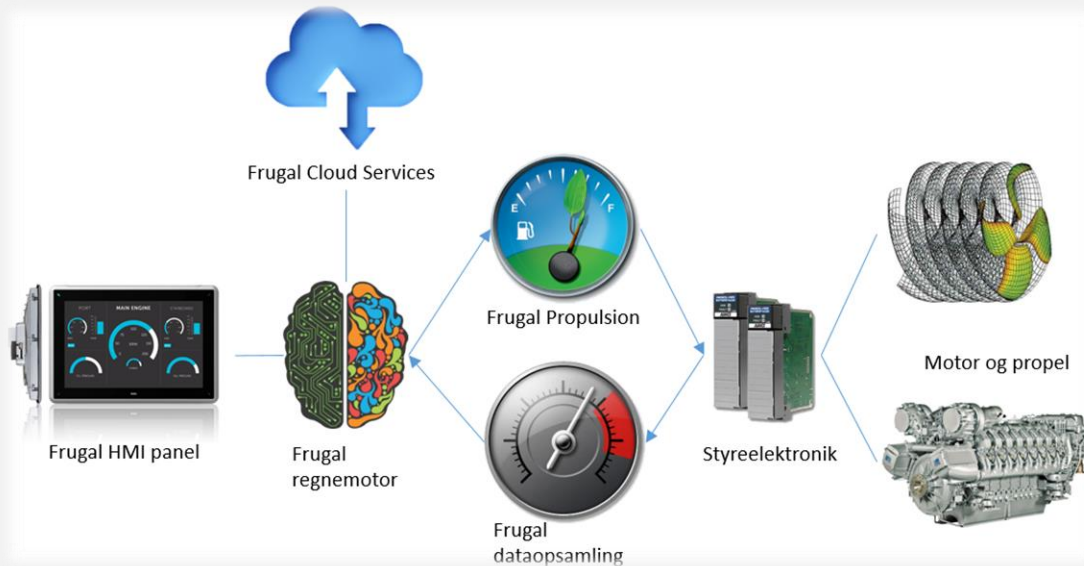 Frugal Cloud Services
E
F
Frugal Propulsion
MAIN ENGINE
Frugal HMI panel
Frugal
regnemotor
Frugal
dataopsamling
Styreelektronik
Motor og propel